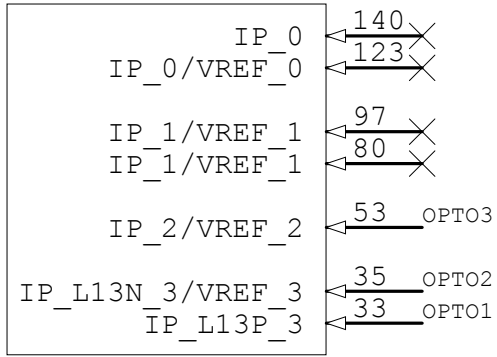 IP_0 140
IP_0/VREF_0 123
IP_1/VREF_1 97
IP_1/VREF_1 80
IP_2/VREF_2 53 OPTO3
IP_L13N_3/VREF_3 35 OPTO2
IP_L13P_3 33 OPTO1